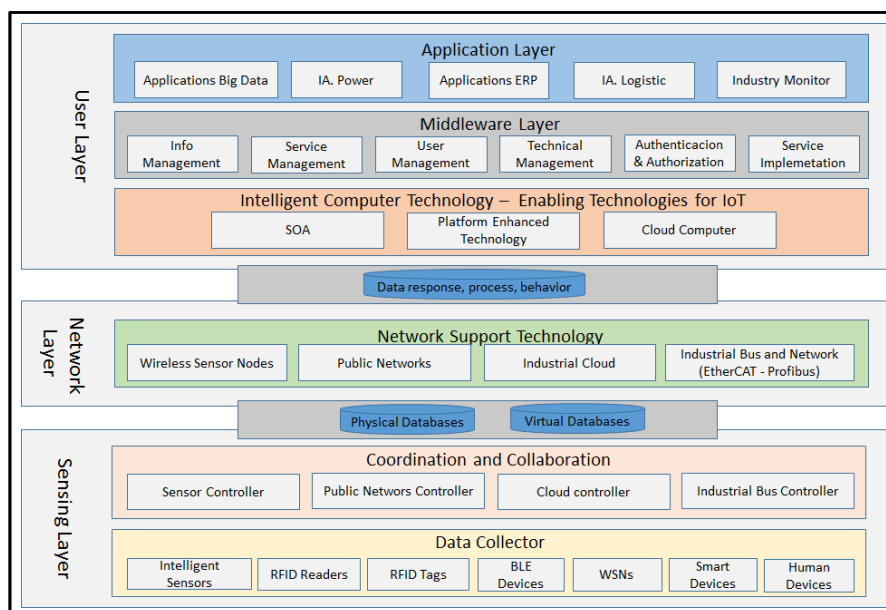 User Layer
Application Layer
Applications Big Data
IA. Power
Applications ERP
IA. Logistic
Industry Monitor
Middleware Layer
Info
Management
Service
Management
User
Management
Technical
Management
Authenticacion
& Authorization
Service
Implemetation
Intelligent Computer Technology – Enabling Technologies for IoT
SOA
Platform Enhanced
Technology
Cloud Computer
Data response, process, behavior
Network
Layer
Network Support Technology
Wireless Sensor Nodes
Public Networks
Industrial Cloud
Industrial Bus and Network
(EtherCAT - Profibus)
Physical Databases
Virtual Databases
Sensing Layer
Coordination and Collaboration
Sensor Controller
Public Networs Controller
Cloud controller
Industrial Bus Controller
Data Collector
Intelligent
Sensors
RFID Readers
RFID Tags
BLE
Devices
WSNs
Smart
Devices
Human
Devices